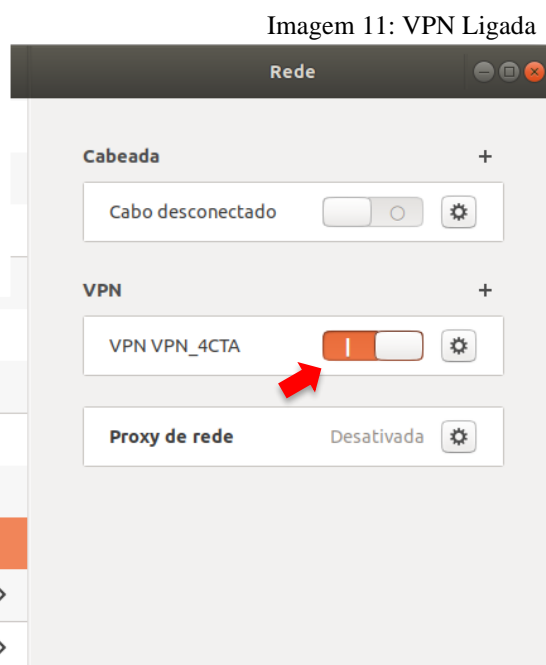 Imagem 11: VPN Ligada
Rede
Cabeada
Cabo desconectado
VPN
VPN VPN_4CTA
Proxy de rede Desativada